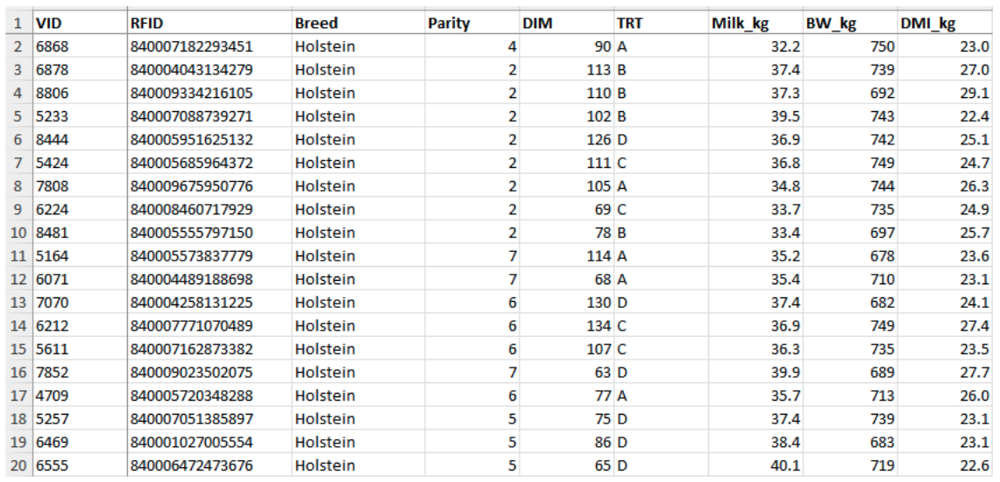 1 VID RFID Breed Parity DIM TRT Milk_kg BW_kg DMI_kg
2 6868 840007182293451 Holstein 4 90 A 32.2 750 23.0
3 6878 840004043134279 Holstein 2 113 B 37.4 739 27.0
4 8806 840009334216105 Holstein 2 110 B 37.3 692 29.1
5 5233 840007088739271 Holstein 2 102 B 39.5 743 22.4
6 8444 840005951625132 Holstein 2 126 D 36.9 742 25.1
7 5424 840005685964372 Holstein 2 111 C 36.8 749 24.7
8 7808 840009675950776 Holstein 2 105 A 34.8 744 26.3
9 6224 840008460717929 Holstein 2 69 C 33.7 735 24.9
10 8481 840005555797150 Holstein 2 78 B 33.4 697 25.7
11 5164 840005573837779 Holstein 7 114 A 35.2 678 23.6
12 6071 840004489188698 Holstein 7 68 A 35.4 710 23.1
13 7070 840004258131225 Holstein 6 130 D 37.4 682 24.1
14 6212 840007771070489 Holstein 6 134 C 36.9 749 27.4
15 5611 840007162873382 Holstein 6 107 C 36.3 735 23.5
16 7852 840009023502075 Holstein 7 63 D 39.9 689 27.7
17 4709 840005720348288 Holstein 6 77 A 35.7 713 26.0
18 5257 840007051385897 Holstein 5 75 D 37.4 739 23.1
19 6469 840001027005554 Holstein 5 86 D 38.4 683 23.1
20 6555 840006472473676 Holstein 5 65 D 40.1 719 22.6